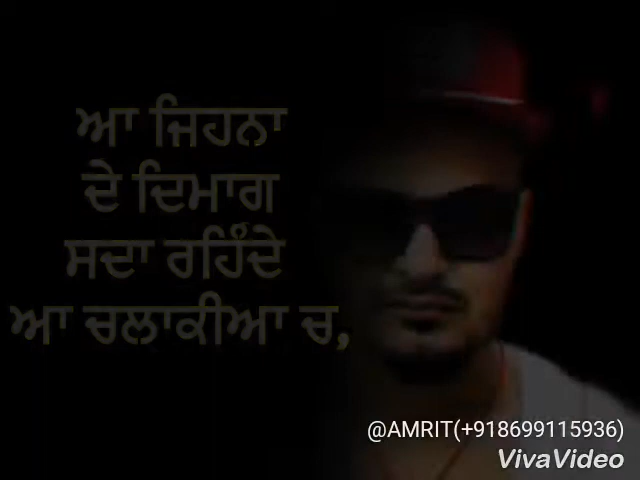 ਆ ਜਿਹਨਾ
ਦੇ ਦਿਮਾਗ
ਸਦਾ ਰਹਿੰਦੇ
ਆ ਚਲਾਕੀਆ ਚ,
@AMRIT(+918699115936)
VivaVideo